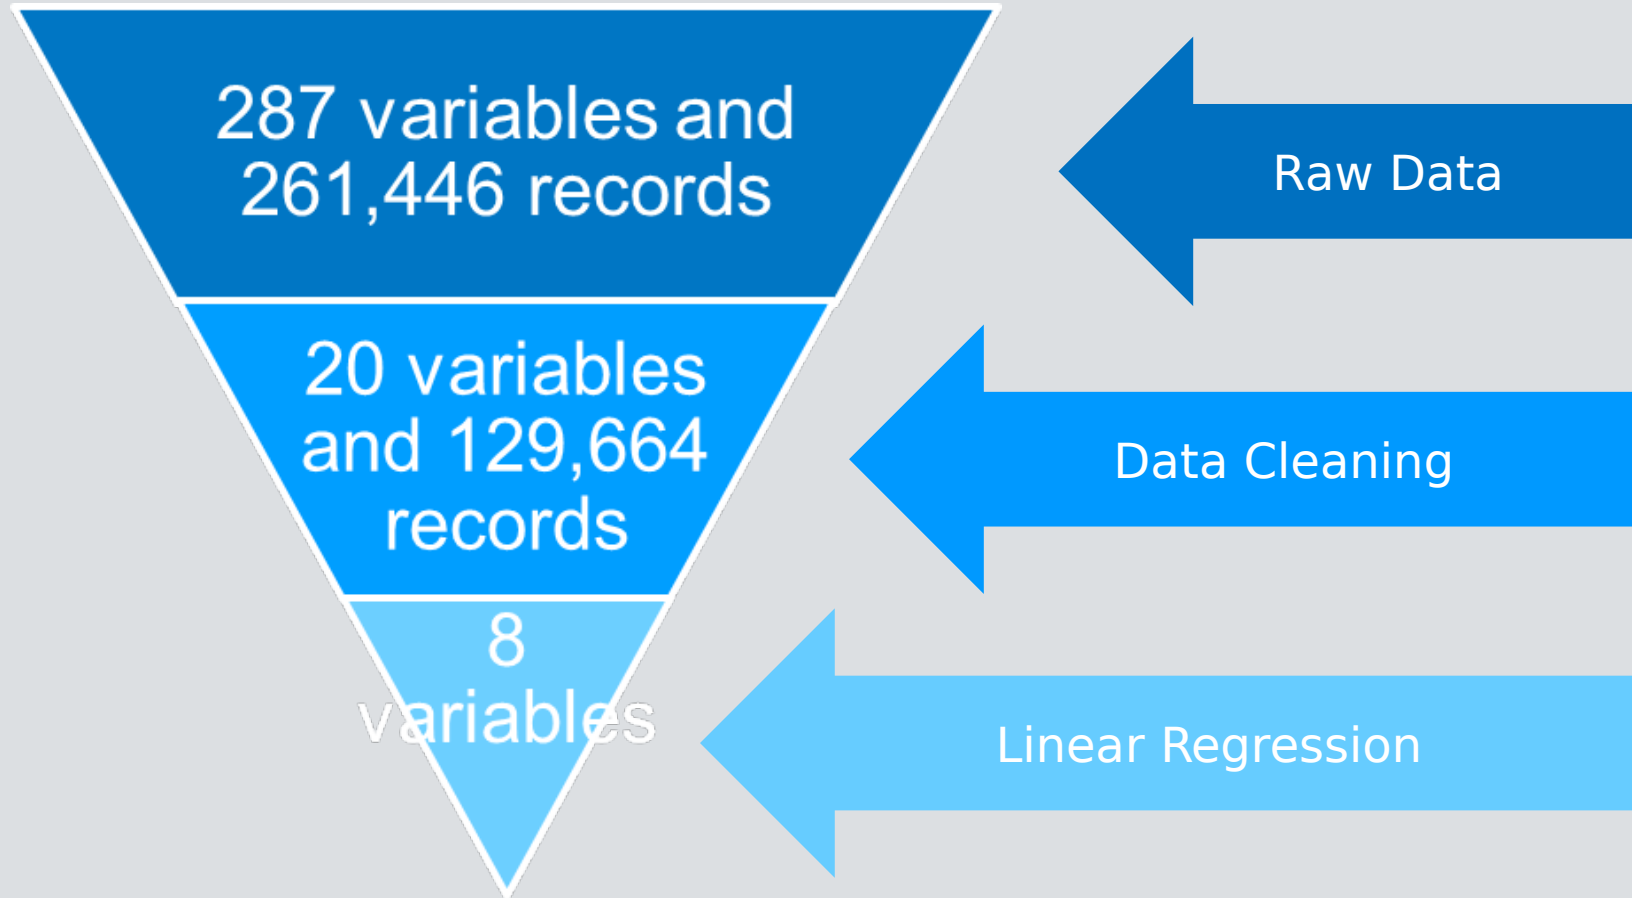 287 variables and
261,446 records
Raw Data
20 variables
and 129,664
records
Data Cleaning
8
variables
Linear Regression